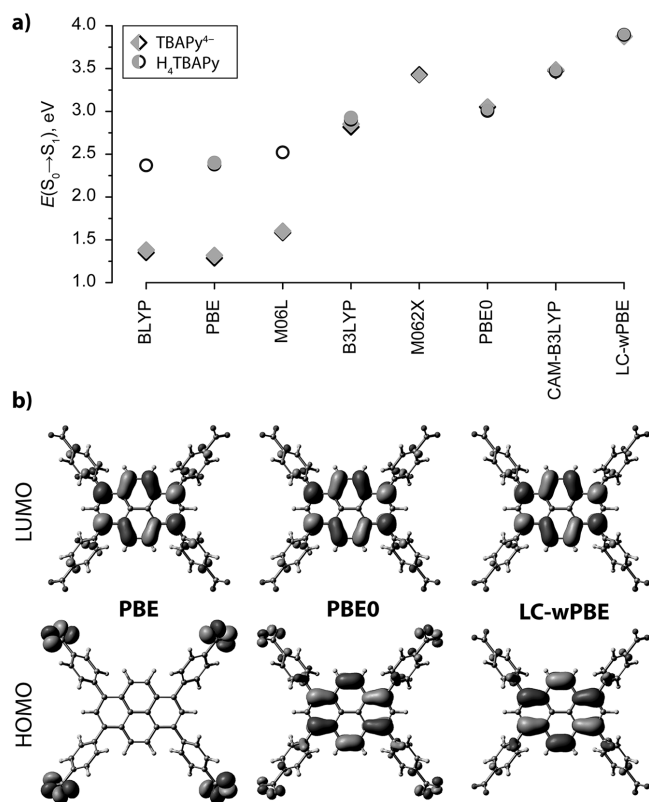 a)
TBAPy⁴⁻
H₄TBAPy
E(S₀→S₁), eV
4.0
3.5
3.0
2.5
2.0
1.5
1.0
BLYP
PBE
M06L
B3LYP
M062X
PBE0
CAM-B3LYP
LC-wPBE
b)
LUMO
PBE PBE0 LC-wPBE
HOMO